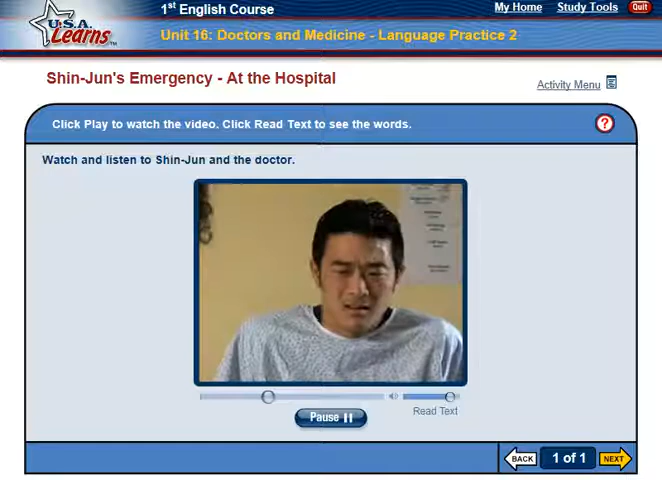 U.S.A.
Learns™
1st English Course
My Home Study Tools Quit
Unit 16: Doctors and Medicine - Language Practice 2
Shin-Jun's Emergency - At the Hospital
Activity Menu
Click Play to watch the video. Click Read Text to see the words.
?
Watch and listen to Shin-Jun and the doctor.
Pause
Read Text
BACK 1 of 1 NEXT